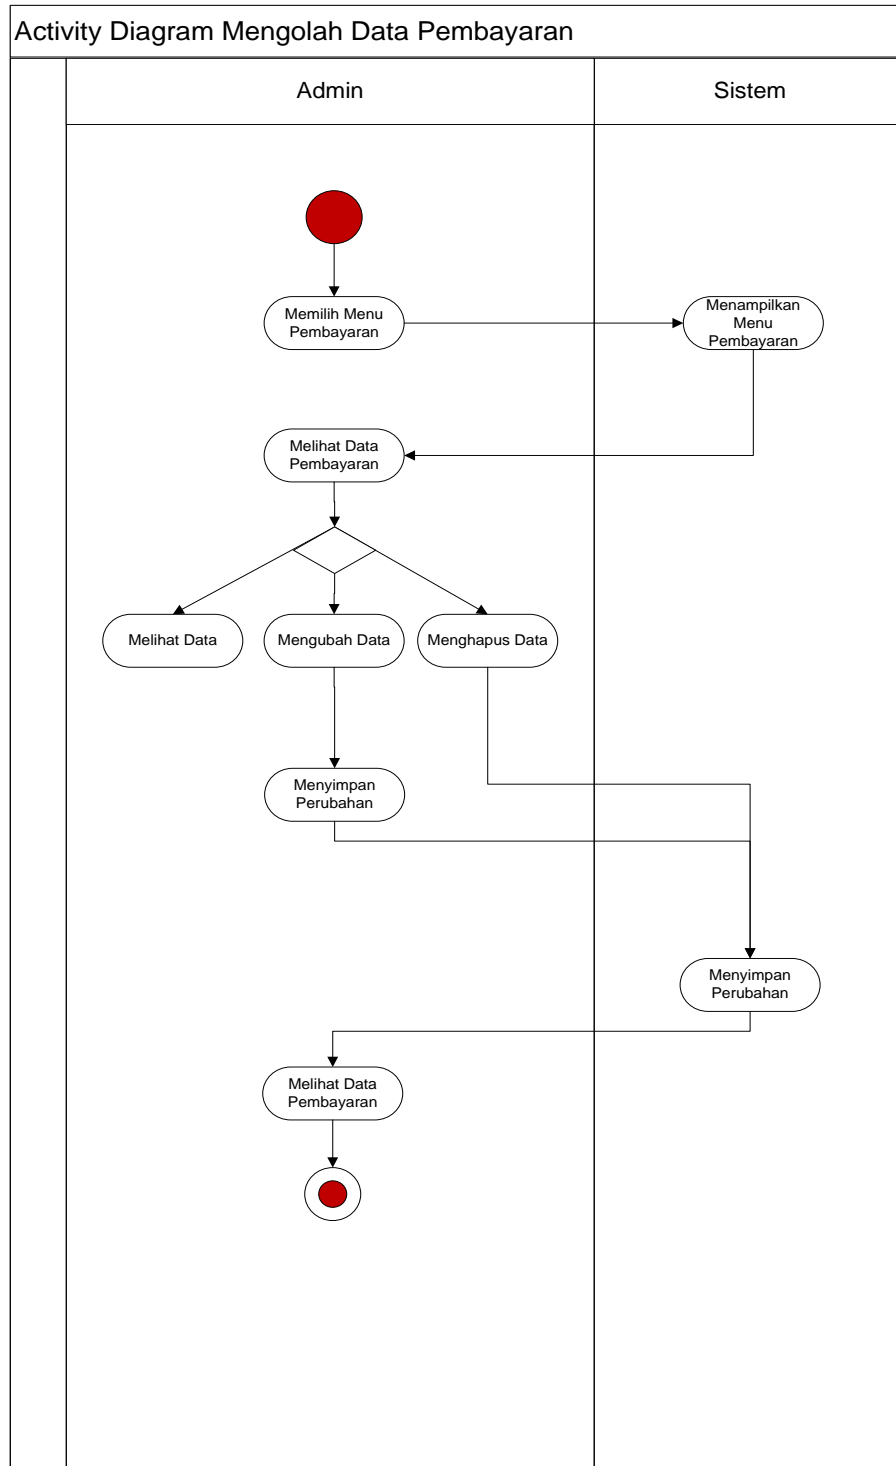 Activity Diagram Mengolah Data Pembayaran
Admin
Sistem
Memilih Menu
Pembayaran
Menampilkan
Menu
Pembayaran
Melihat Data
Pembayaran
Melihat Data
Mengubah Data
Menghapus Data
Menyimpan
Perubahan
Menyimpan
Perubahan
Melihat Data
Pembayaran